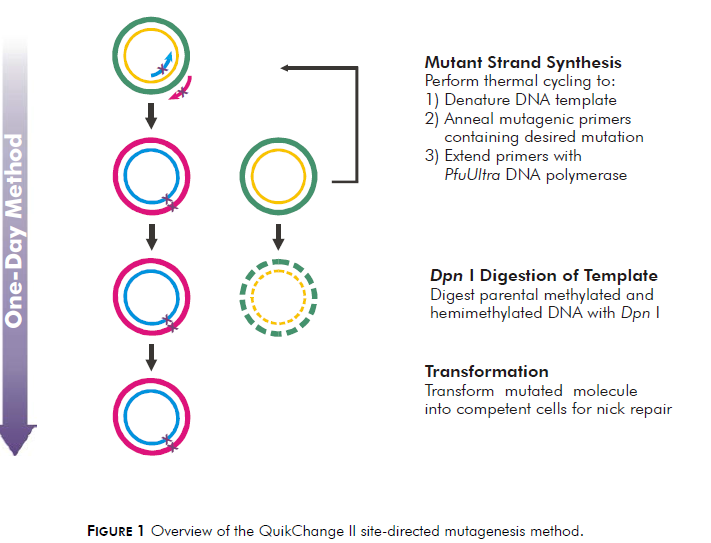 One-Day Method
Mutant Strand Synthesis
Perform thermal cycling to:
1) Denature DNA template
2) Anneal mutagenic primers
containing desired mutation
3) Extend primers with
PfuUltra DNA polymerase
Dpn I Digestion of Template
Digest parental methylated and
hemimethylated DNA with Dpn I
Transformation
Transform mutated molecule
into competent cells for nick repair
FIGURE 1 Overview of the QuikChange II site-directed mutagenesis method.